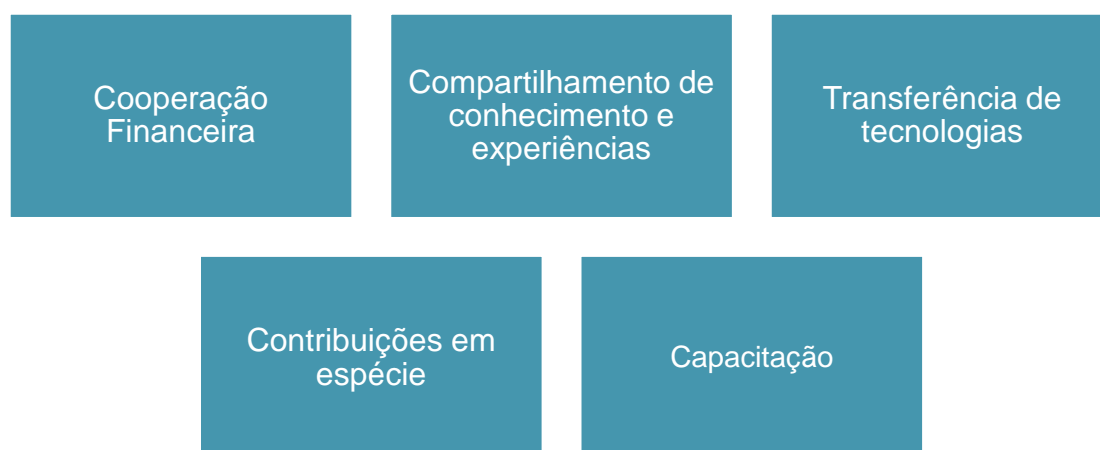 Cooperação
Financeira
Compartilhamento de
conhecimento e
experiências
Transferência de
tecnologias
Contribuições em
espécie
Capacitação